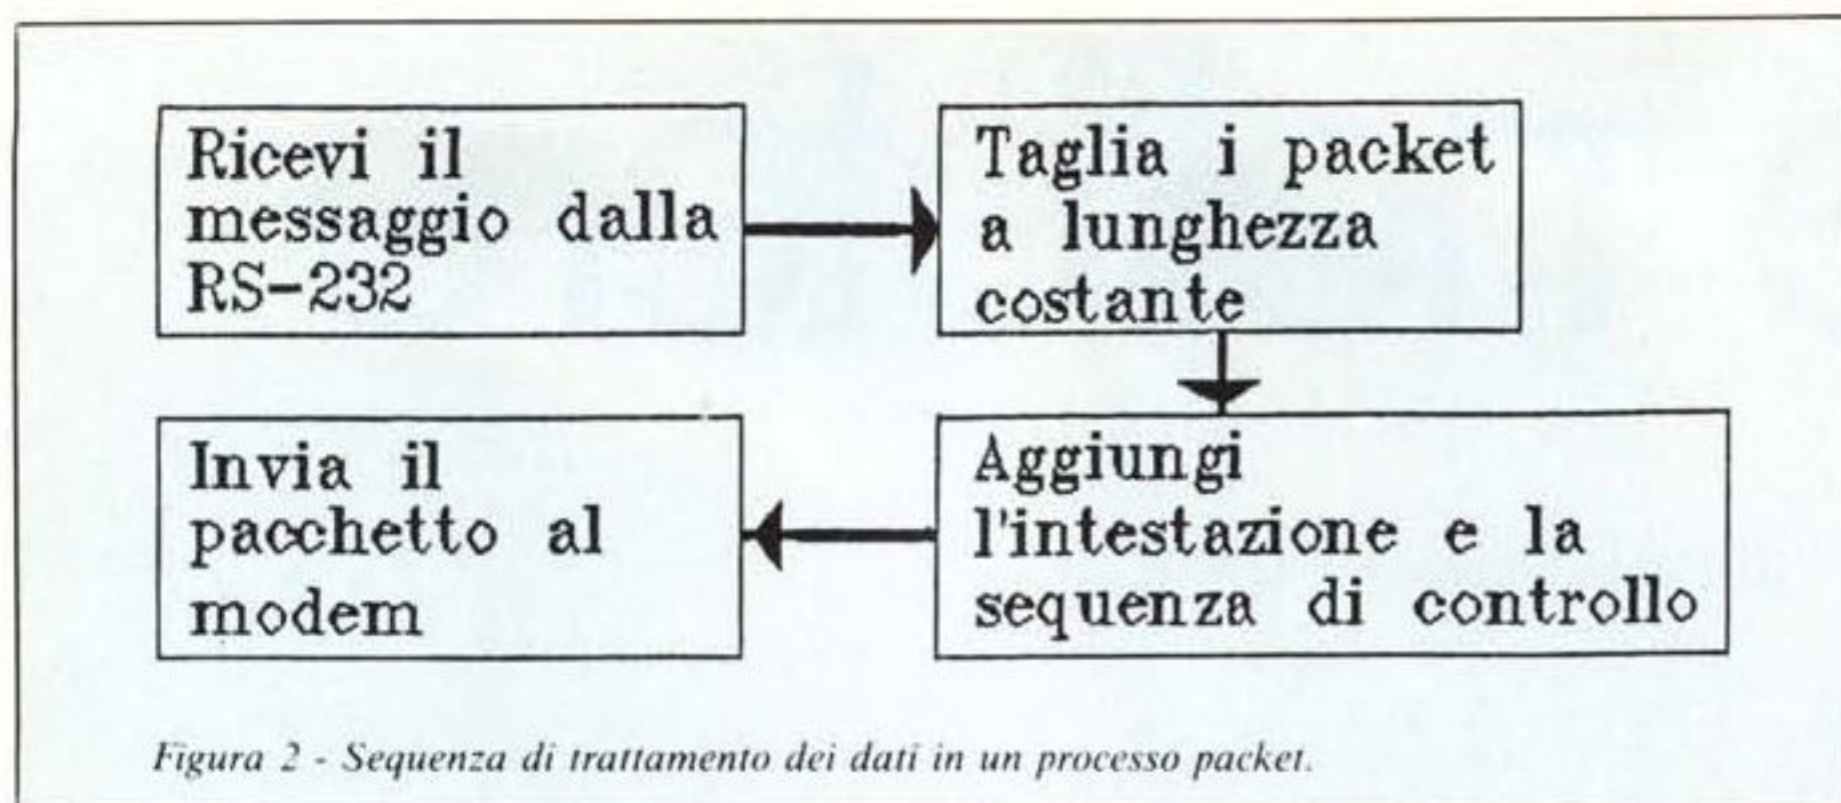 Ricevi il
messaggio dalla
RS-232
Taglia i packet
a lunghezza
costante
Aggiungi
l'intestazione e la
sequenza di controllo
Invia il
pacchetto al
modem
Figura 2 - Sequenza di trattamento dei dati in un processo packet.